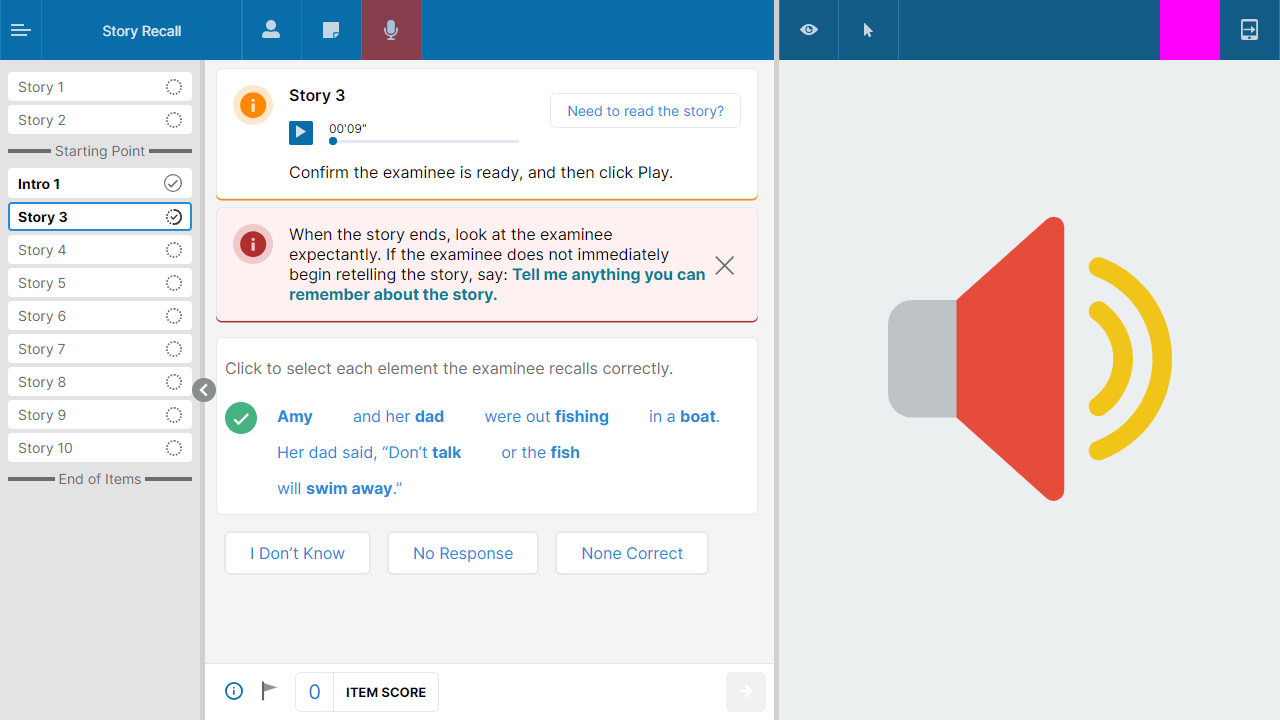 Story Recall
Story 1
Story 2
Starting Point
Intro 1
Story 3
Story 4
Story 5
Story 6
Story 7
Story 8
Story 9
Story 10
End of Items
Story 3
Need to read the story?
00'09"
Confirm the examinee is ready, and then click Play.
When the story ends, look at the examinee
expectantly. If the examinee does not immediately
begin retelling the story, say: Tell me anything you can
remember about the story.
Click to select each element the examinee recalls correctly.
Amy and her dad were out fishing in a boat.
Her dad said, “Don’t talk or the fish
will swim away.”
I Don’t Know No Response None Correct
0 ITEM SCORE